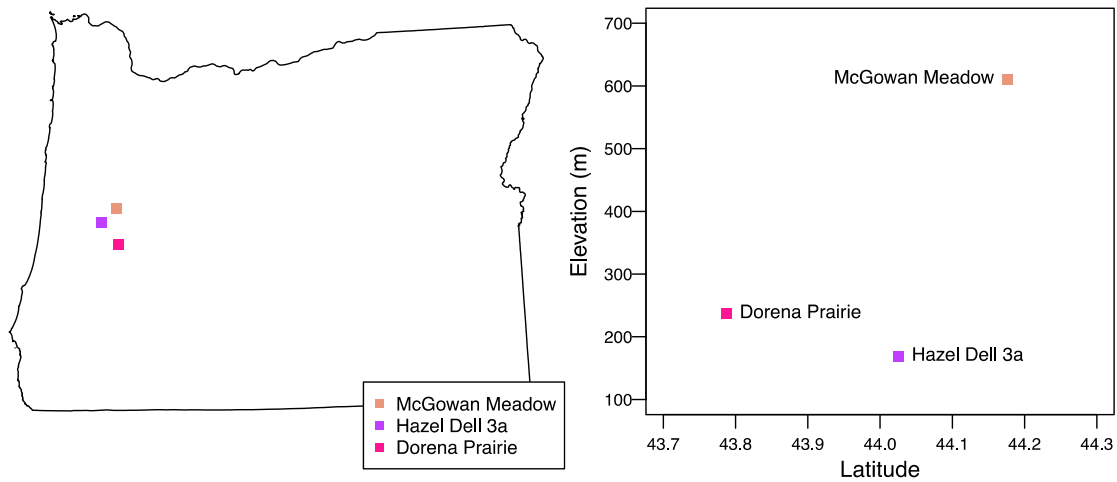 McGowan Meadow
Hazel Dell 3a
Dorena Prairie
Elevation (m)
700
600
500
400
300
200
100
McGowan Meadow
Dorena Prairie
Hazel Dell 3a
43.7 43.8 43.9 44.0 44.1 44.2 44.3
Latitude